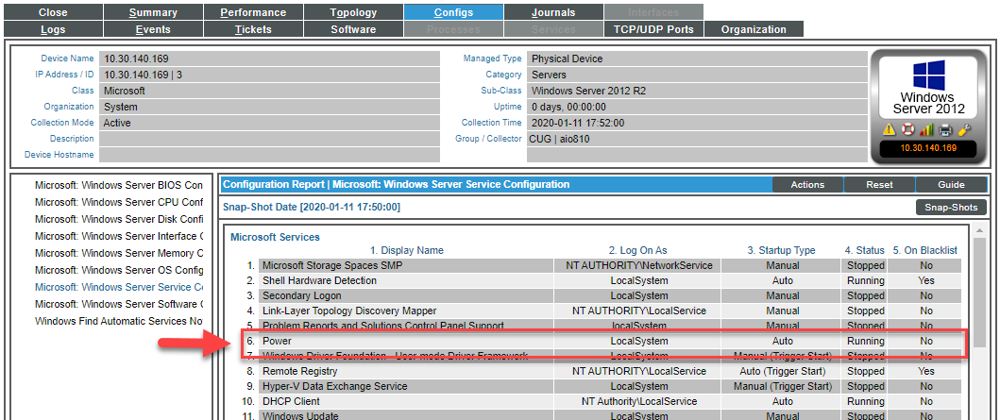 Close Summary Performance Topology Configs Journals Interfaces
Logs Events Tickets Software Processes Services TCP/UDP Ports Organization
Device Name 10.30.140.169 Managed Type Physical Device
IP Address / ID 10.30.140.169 | 3 Category Servers
Class Microsoft Sub-Class Windows Server 2012 R2
Organization System Uptime 0 days, 00:00:00
Collection Mode Active Collection Time 2020-01-11 17:52:00
Description Group / Collector CUG | aio810
Device Hostname
Windows
Server 2012
10.30.140.169
Microsoft: Windows Server BIOS Con
Microsoft: Windows Server CPU Conf
Microsoft: Windows Server Disk Confi
Microsoft: Windows Server Interface C
Microsoft: Windows Server Memory C
Microsoft: Windows Server OS Config
Microsoft: Windows Server Service Co
Microsoft: Windows Server Software C
Windows Find Automatic Services No
Configuration Report | Microsoft: Windows Server Service Configuration Actions Reset Guide
Snap-Shot Date [2020-01-11 17:50:00] Snap-Shots
Microsoft Services
1. Display Name 2. Log On As 3. Startup Type 4. Status 5. On Blacklist
1. Microsoft Storage Spaces SMP NT AUTHORITY\NetworkService Manual Stopped No
2. Shell Hardware Detection LocalSystem Auto Running Yes
3. Secondary Logon LocalSystem Manual Stopped No
4. Link-Layer Topology Discovery Mapper NT AUTHORITY\LocalService Manual Stopped No
5. Problem Reports and Solutions Control Panel Support localSystem Manual Stopped No
6. Power LocalSystem Auto Running No
7. Windows Driver Foundation - User-mode Driver Framework LocalSystem Manual (Trigger Start) Stopped No
8. Remote Registry NT AUTHORITY\LocalService Auto (Trigger Start) Stopped Yes
9. Hyper-V Data Exchange Service LocalSystem Manual (Trigger Start) Stopped No
10. DHCP Client NT Authority\LocalService Auto Running No
11. Windows Update LocalSystem Manual Stopped No